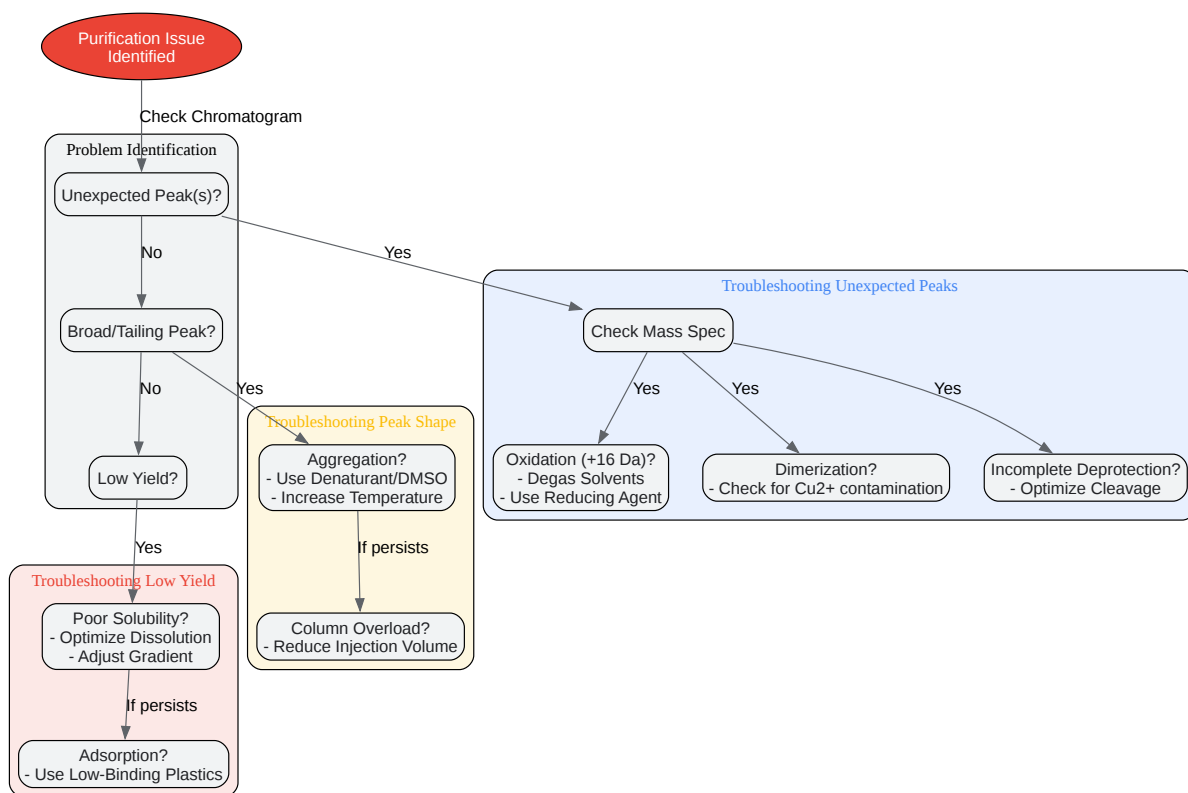 Purification Issue
Identified
Check Chromatogram
Problem Identification
Unexpected Peak(s)?
No
Yes
Troubleshooting Unexpected Peaks
Broad/Tailing Peak?
Check Mass Spec
No
Yes
Yes
Yes
Yes
Troubleshooting Peak Shape
Low Yield?
Aggregation?
- Use Denaturant/DMSO
- Increase Temperature
Oxidation (+16 Da)?
- Degas Solvents
- Use Reducing Agent
Dimerization?
- Check for Cu2+ contamination
Incomplete Deprotection?
- Optimize Cleavage
Yes
If persists
Troubleshooting Low Yield
Poor Solubility?
- Optimize Dissolution
- Adjust Gradient
Column Overload?
- Reduce Injection Volume
If persists
Adsorption?
- Use Low-Binding Plastics